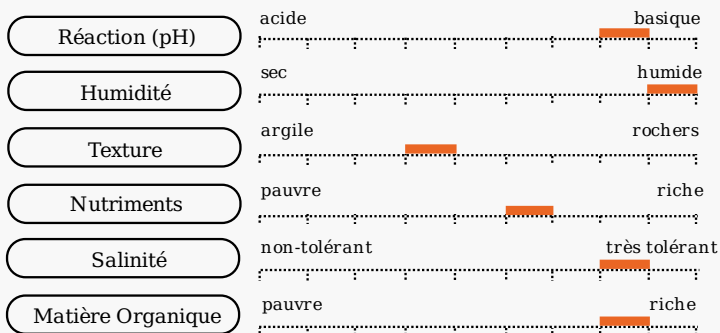 acide basique
Réaction (pH)
sec humide
Humidité
argile rochers
Texture
pauvre riche
Nutriments
non-tolérant très tolérant
Salinité
pauvre riche
Matière Organique